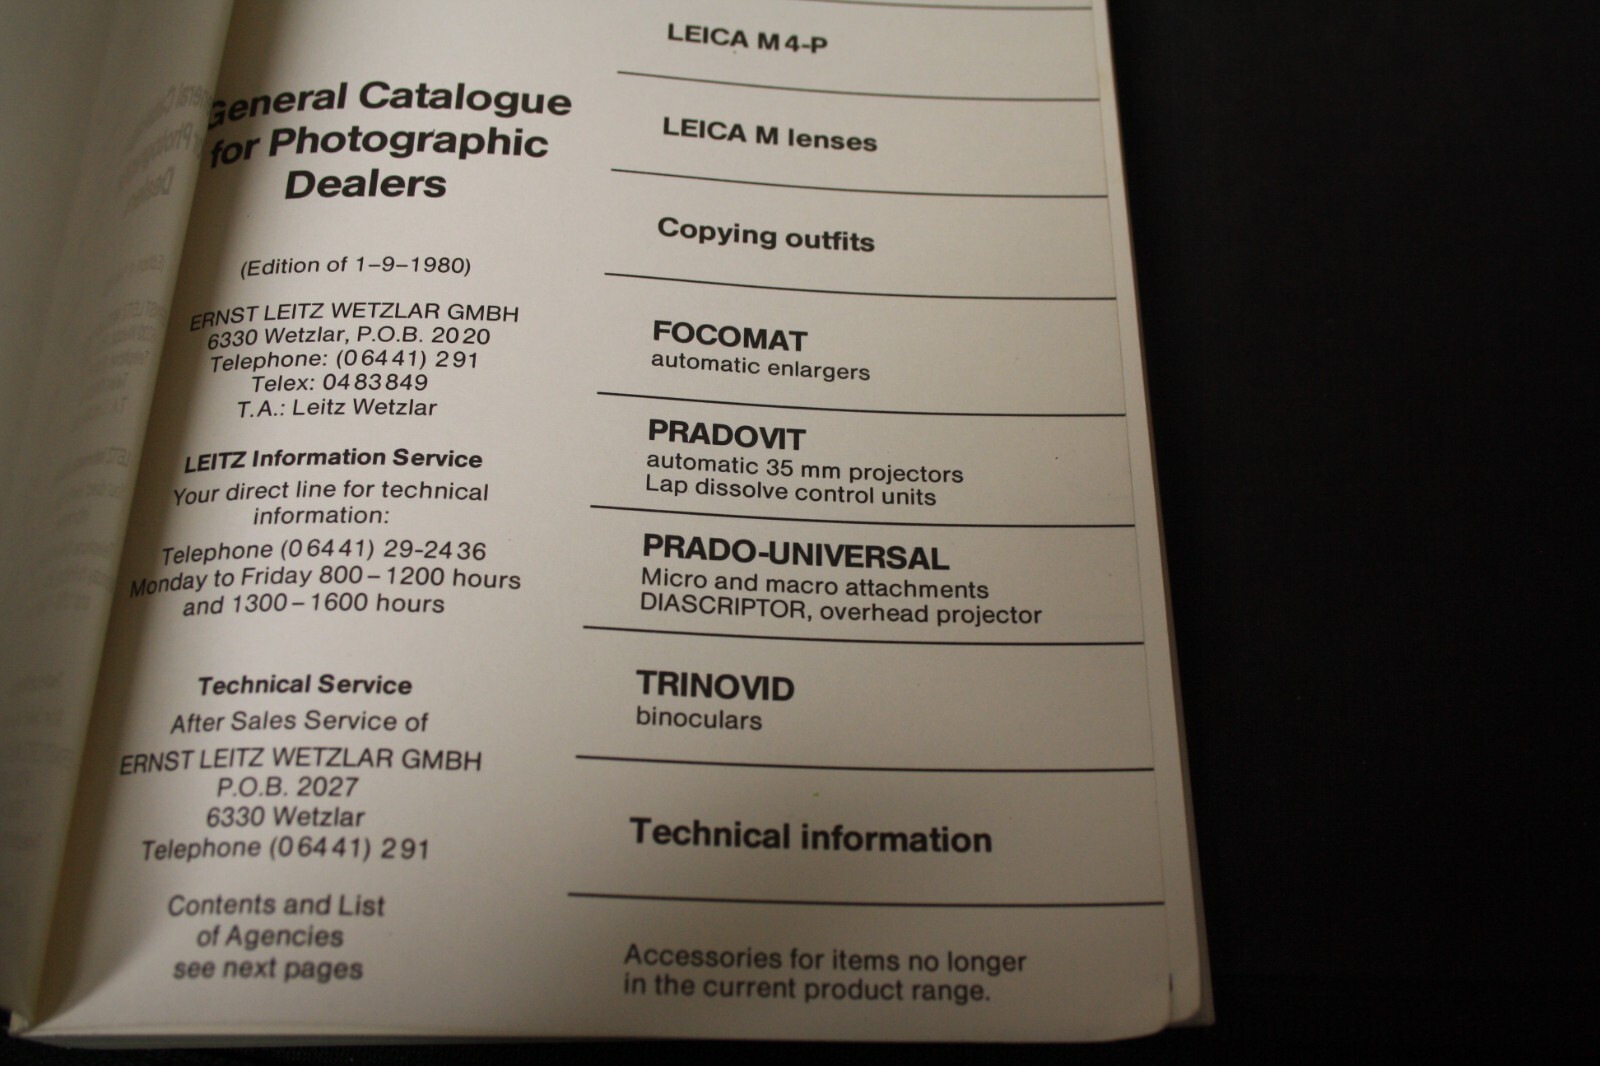 General Catalogue
for Photographic
Dealers
(Edition of 1–9–1980)
ERNST LEITZ WETZLAR GMBH
6330 Wetzlar, P.O.B. 2020
Telephone: (06441) 291
Telex: 0483849
T.A.: Leitz Wetzlar
LEITZ Information Service
Your direct line for technical
information:
Telephone (06441) 29-2436
Monday to Friday 800–1200 hours
and 1300–1600 hours
Technical Service
After Sales Service of
ERNST LEITZ WETZLAR GMBH
P.O.B. 2027
6330 Wetzlar
Telephone (06441) 291
Contents and List
of Agencies
see next pages
LEICA M4-P
LEICA M lenses
Copying outfits
FOCOMAT
automatic enlargers
PRADOVIT
automatic 35 mm projectors
Lap dissolve control units
PRADO-UNIVERSAL
Micro and macro attachments
DIASCRIPTOR, overhead projector
TRINOVID
binoculars
Technical information
Accessories for items no longer
in the current product range.